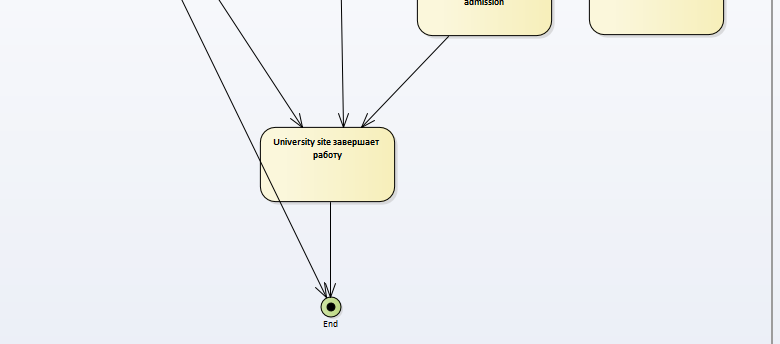 admission
University site завершает
работу
End